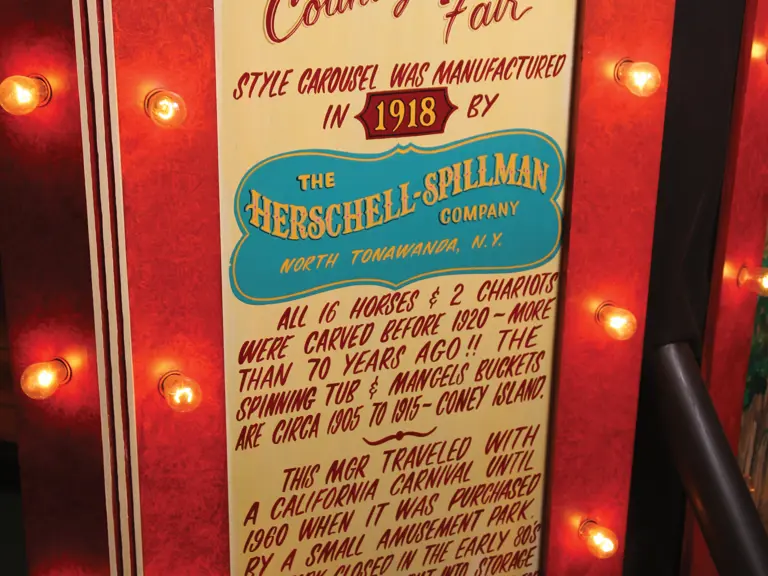 Country Fair
STYLE CAROUSEL WAS MANUFACTURED
IN 1918 BY
THE
HERSCHELL-SPILLMAN
COMPANY
NORTH TONAWANDA, N.Y.
ALL 16 HORSES & 2 CHARIOTS
WERE CARVED BEFORE 1920~MORE
THAN 70 YEARS AGO!! THE
SPINNING TUB & MANGELS BUCKETS
ARE CIRCA 1905 TO 1915~CONEY ISLAND.
THIS MGR TRAVELED WITH
A CALIFORNIA CARNIVAL UNTIL
1960 WHEN IT WAS PURCHASED
BY A SMALL AMUSEMENT PARK.
CLOSED IN THE EARLY 80'S
INTO STORAGE